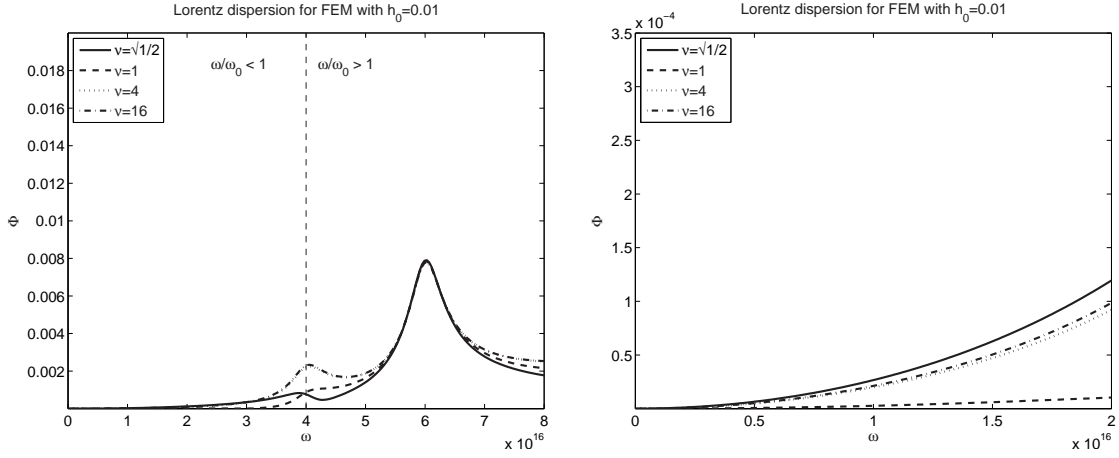 Lorentz dispersion for FEM with h₀=0.01
ν=√1/2
ν=1
ν=4
ν=16
ω/ω₀ < 1
ω/ω₀ > 1
0.018
0.016
0.014
0.012
0.01
0.008
0.006
0.004
0.002
Φ
0 1 2 3 4 5 6 7 8
ω
x 10¹⁶
Lorentz dispersion for FEM with h₀=0.01
x 10⁻⁴
ν=√1/2
ν=1
ν=4
ν=16
3.5
3
2.5
2
1.5
1
0.5
0
Φ
0 0.5 1 1.5 2
ω
x 10¹⁶